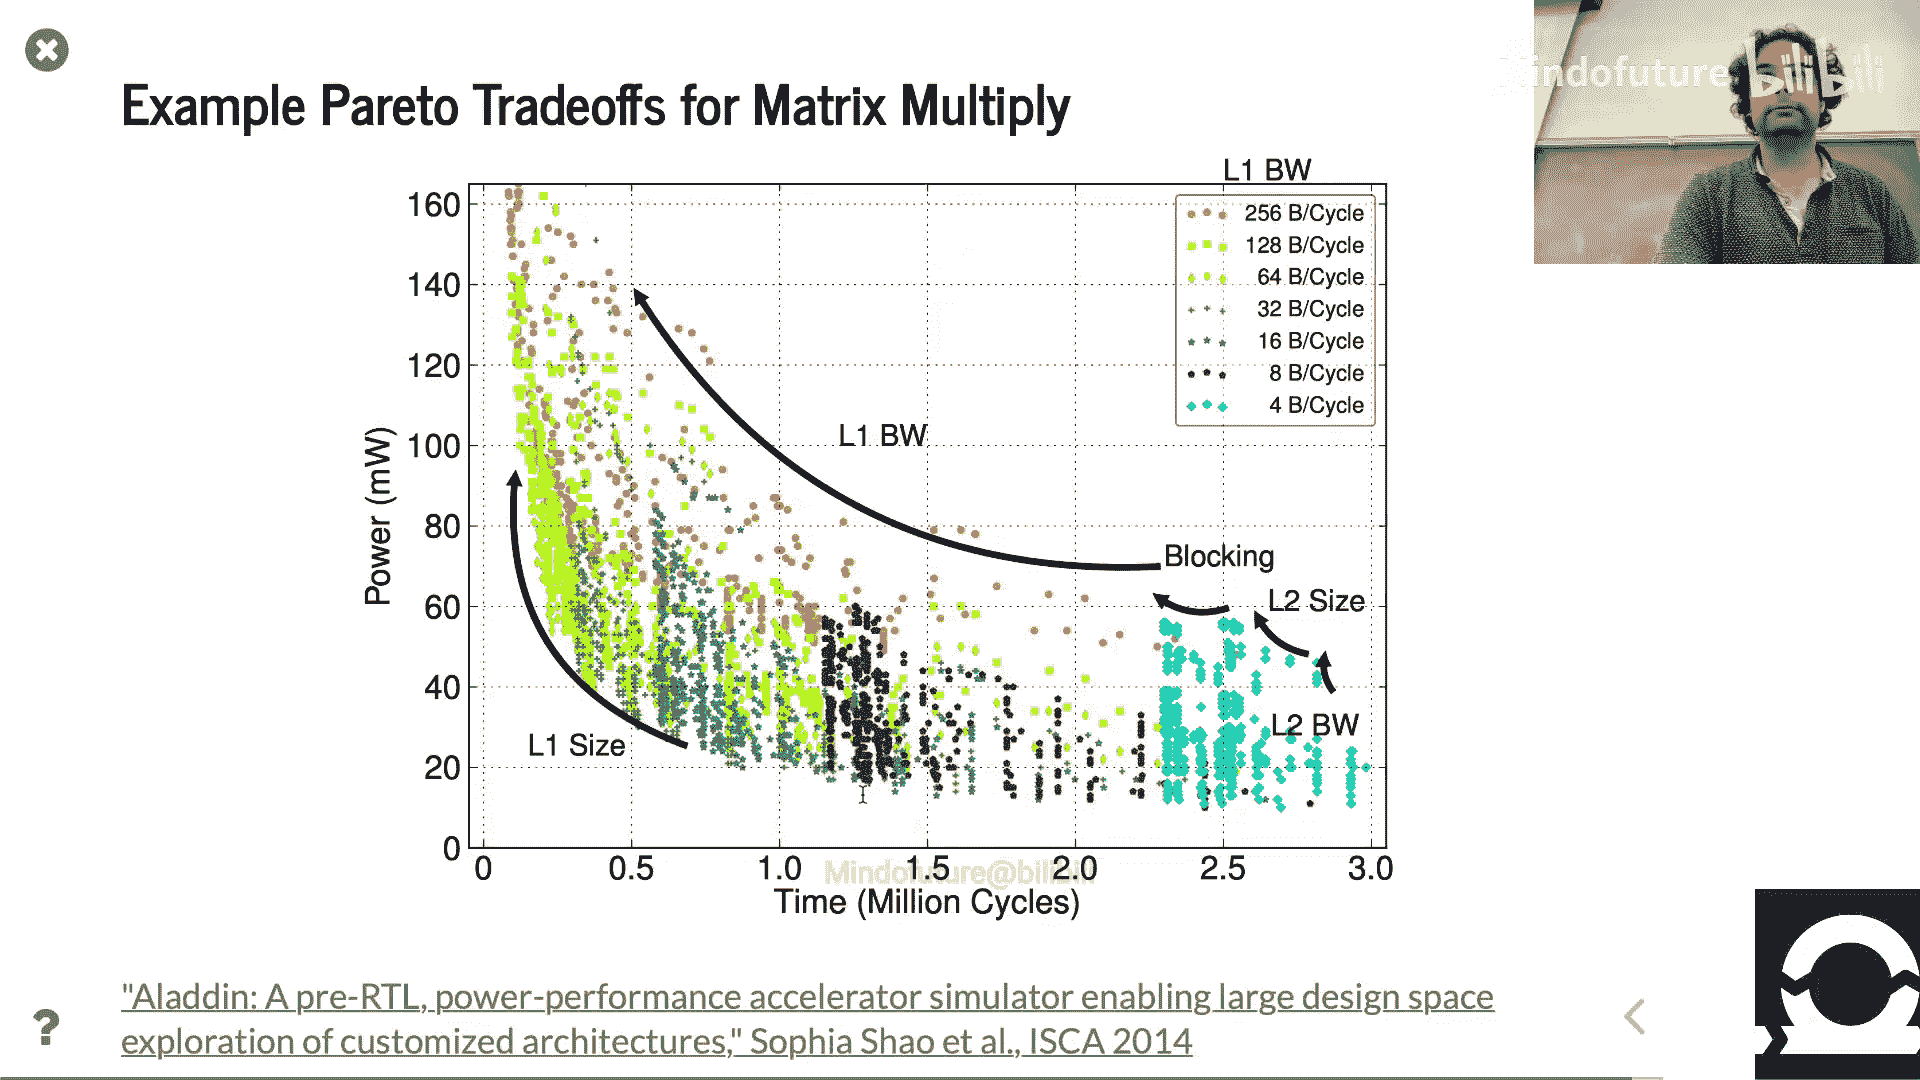 Example Pareto Tradeoffs for Matrix Multiply
indofuture bilibili
L1 BW
256 B/Cycle
128 B/Cycle
64 B/Cycle
32 B/Cycle
16 B/Cycle
8 B/Cycle
4 B/Cycle
160
140
120
100
80
60
40
20
0
Power (mW)
L1 BW
Blocking
L2 Size
L2 BW
L1 Size
0 0.5 1.0 1.5 2.0 2.5 3.0
Mindofuture@bilibili
Time (Million Cycles)
"Aladdin: A pre-RTL, power-performance accelerator simulator enabling large design space
exploration of customized architectures," Sophia Shao et al., ISCA 2014
?